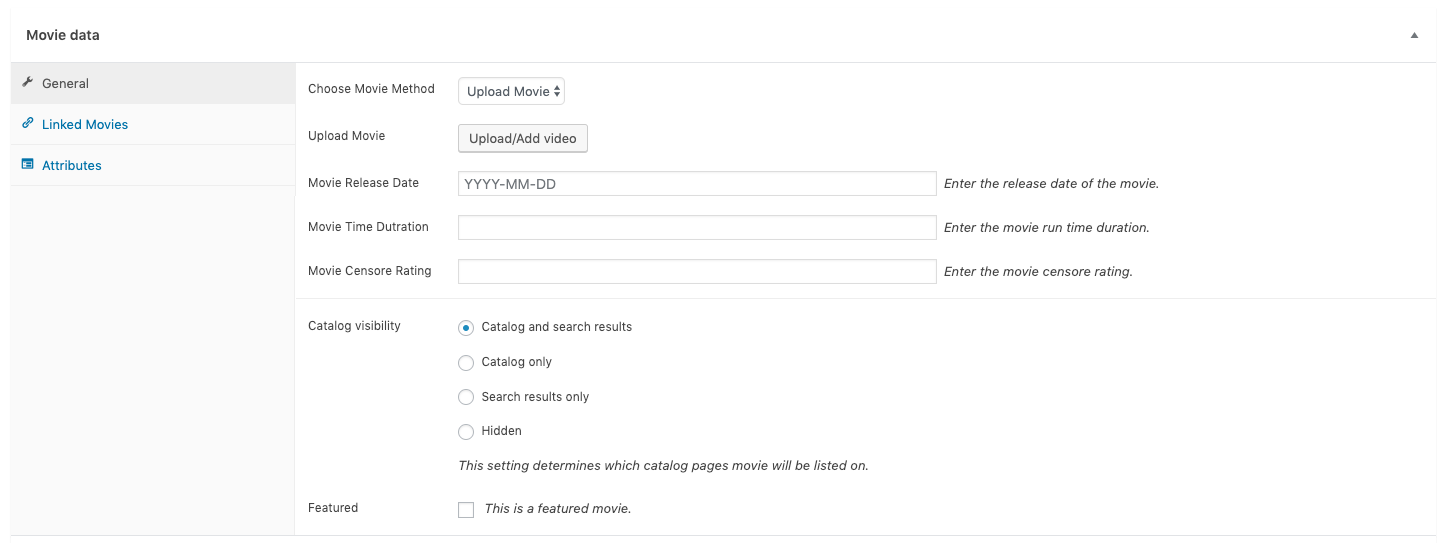 Movie data
General
Linked Movies
Attributes
Choose Movie Method Upload Movie
Upload Movie Upload/Add video
Movie Release Date YYYY-MM-DD Enter the release date of the movie.
Movie Time Dutration Enter the movie run time duration.
Movie Censore Rating Enter the movie censore rating.
Catalog visibility Catalog and search results
Catalog only
Search results only
Hidden
This setting determines which catalog pages movie will be listed on.
Featured This is a featured movie.